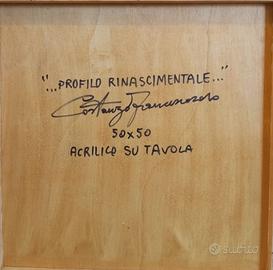 "...PROFILO RINASCIMENTALE..."
50x50
ACRILICO SU TAVOLA
subito